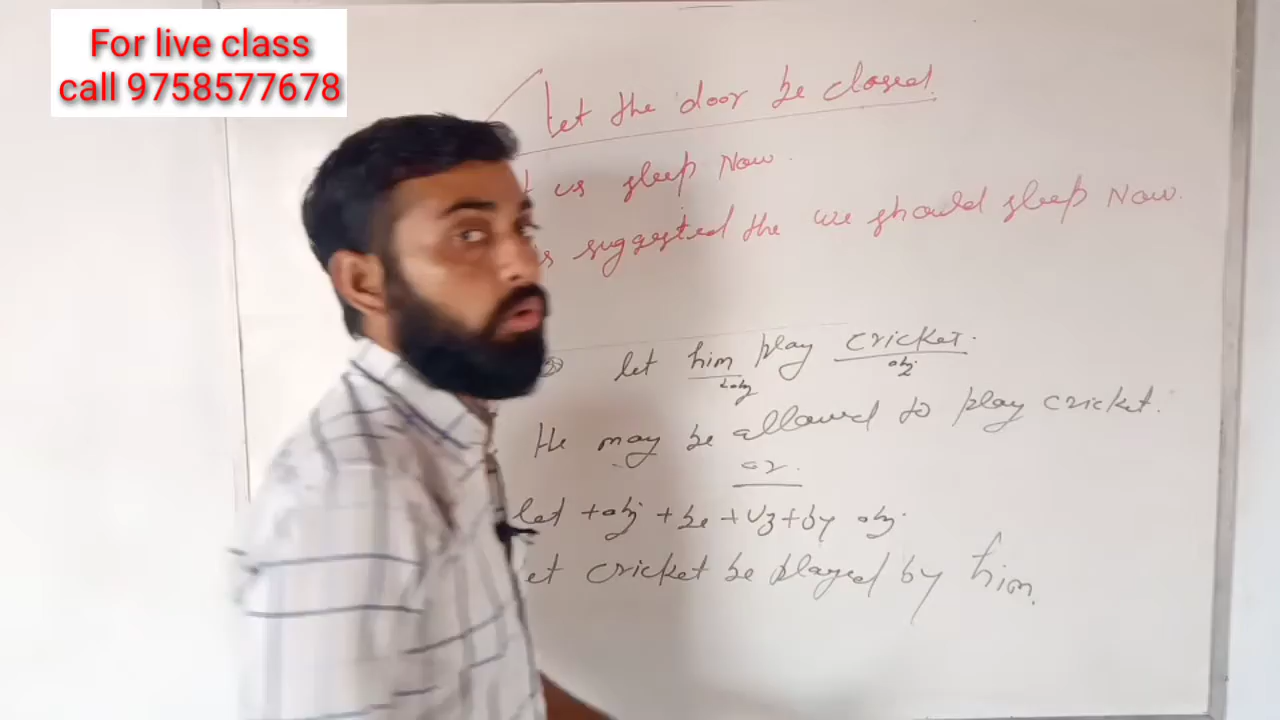 For live class
call 9758577678
let the door be closed.
us sleep Now.
is suggested the we should sleep Now.
let him play cricket.
obj
He may be allowed to play cricket.
or.
let + obj + be + V3 + by obj.
et cricket be played by him.